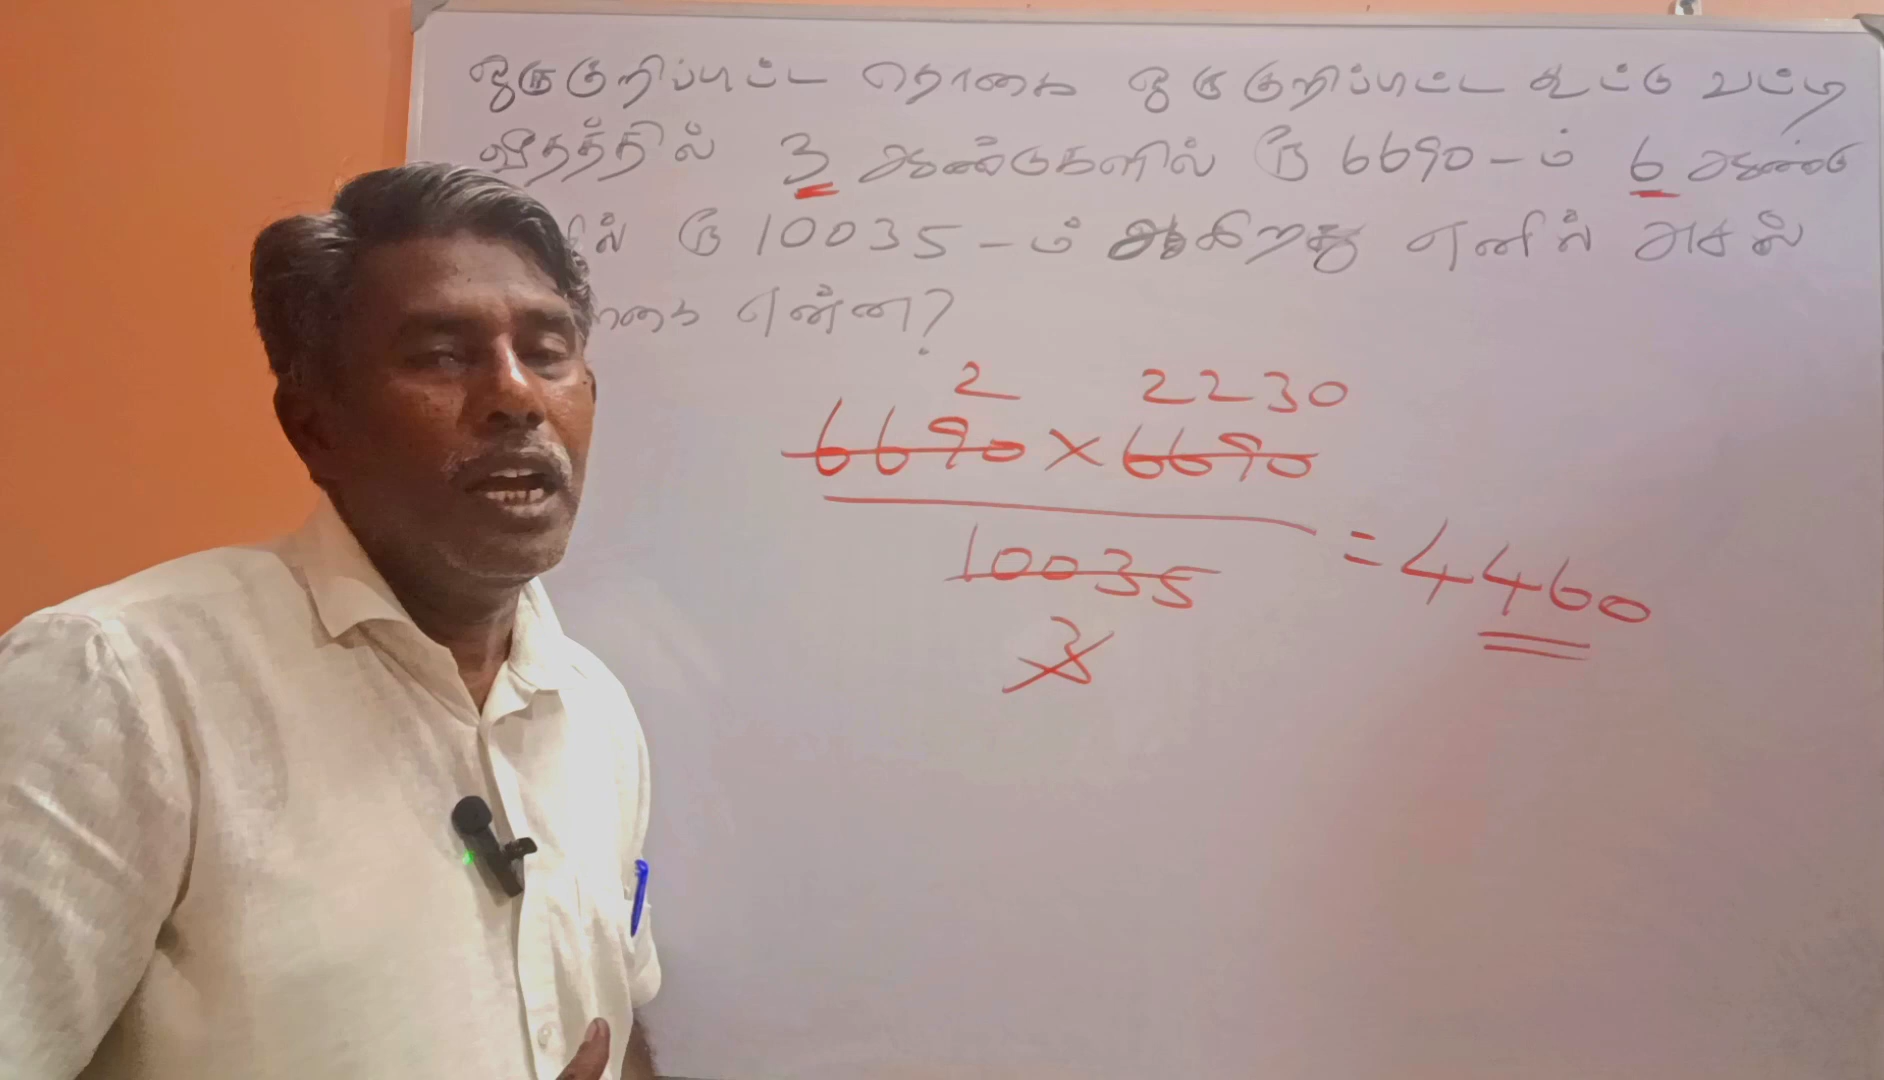 ஒரு குறிப்பிட்ட தொகை ஒரு குறிப்பிட்ட கூட்டு வட்டி
வீதத்தில் 3 ஆண்டுகளில் ரூ 6690-ம் 6 ஆண்டு
ல் ரூ 10035-ம் ஆகிறது எனில் அசல்
கை என்ன?
2 2230
6690 × 6690
10035
= 4460
3